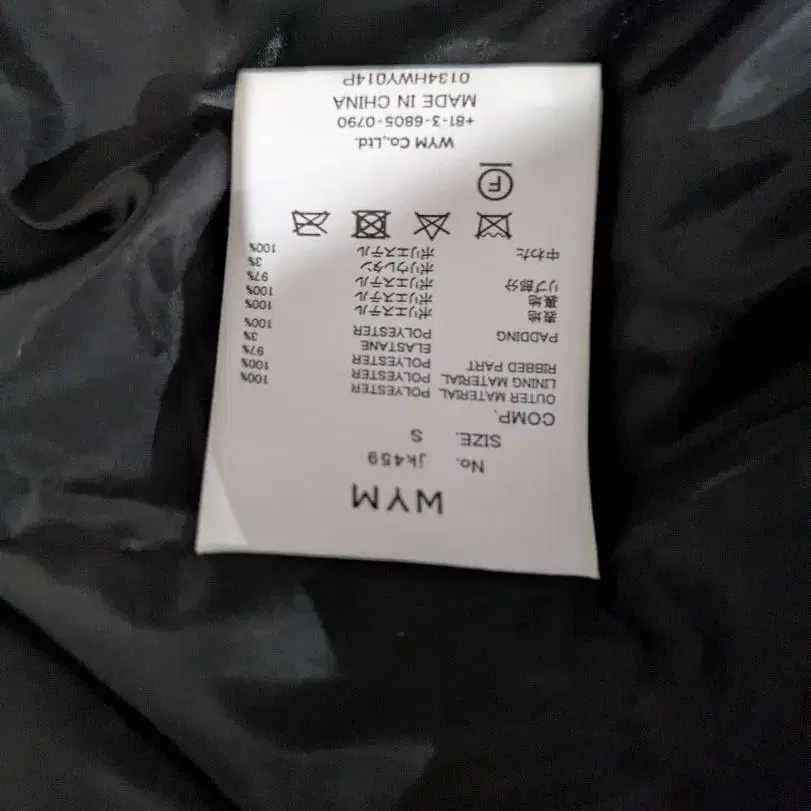 WYM
No. jk459
SIZE. S
COMP.
OUTER MATERIAL POLYESTER 100%
LINING MATERIAL POLYESTER 100%
RIBBED PART POLYESTER 97%
ELASTANE 3%
PADDING POLYESTER 100%
表地 ポリエステル 100%
裏地 ポリエステル 100%
リブ部分 ポリエステル 97%
ポリウレタン 3%
中わた ポリエステル 100%
F
WYM Co.,Ltd.
+81-3-6805-0790
MADE IN CHINA
0134HWY014P